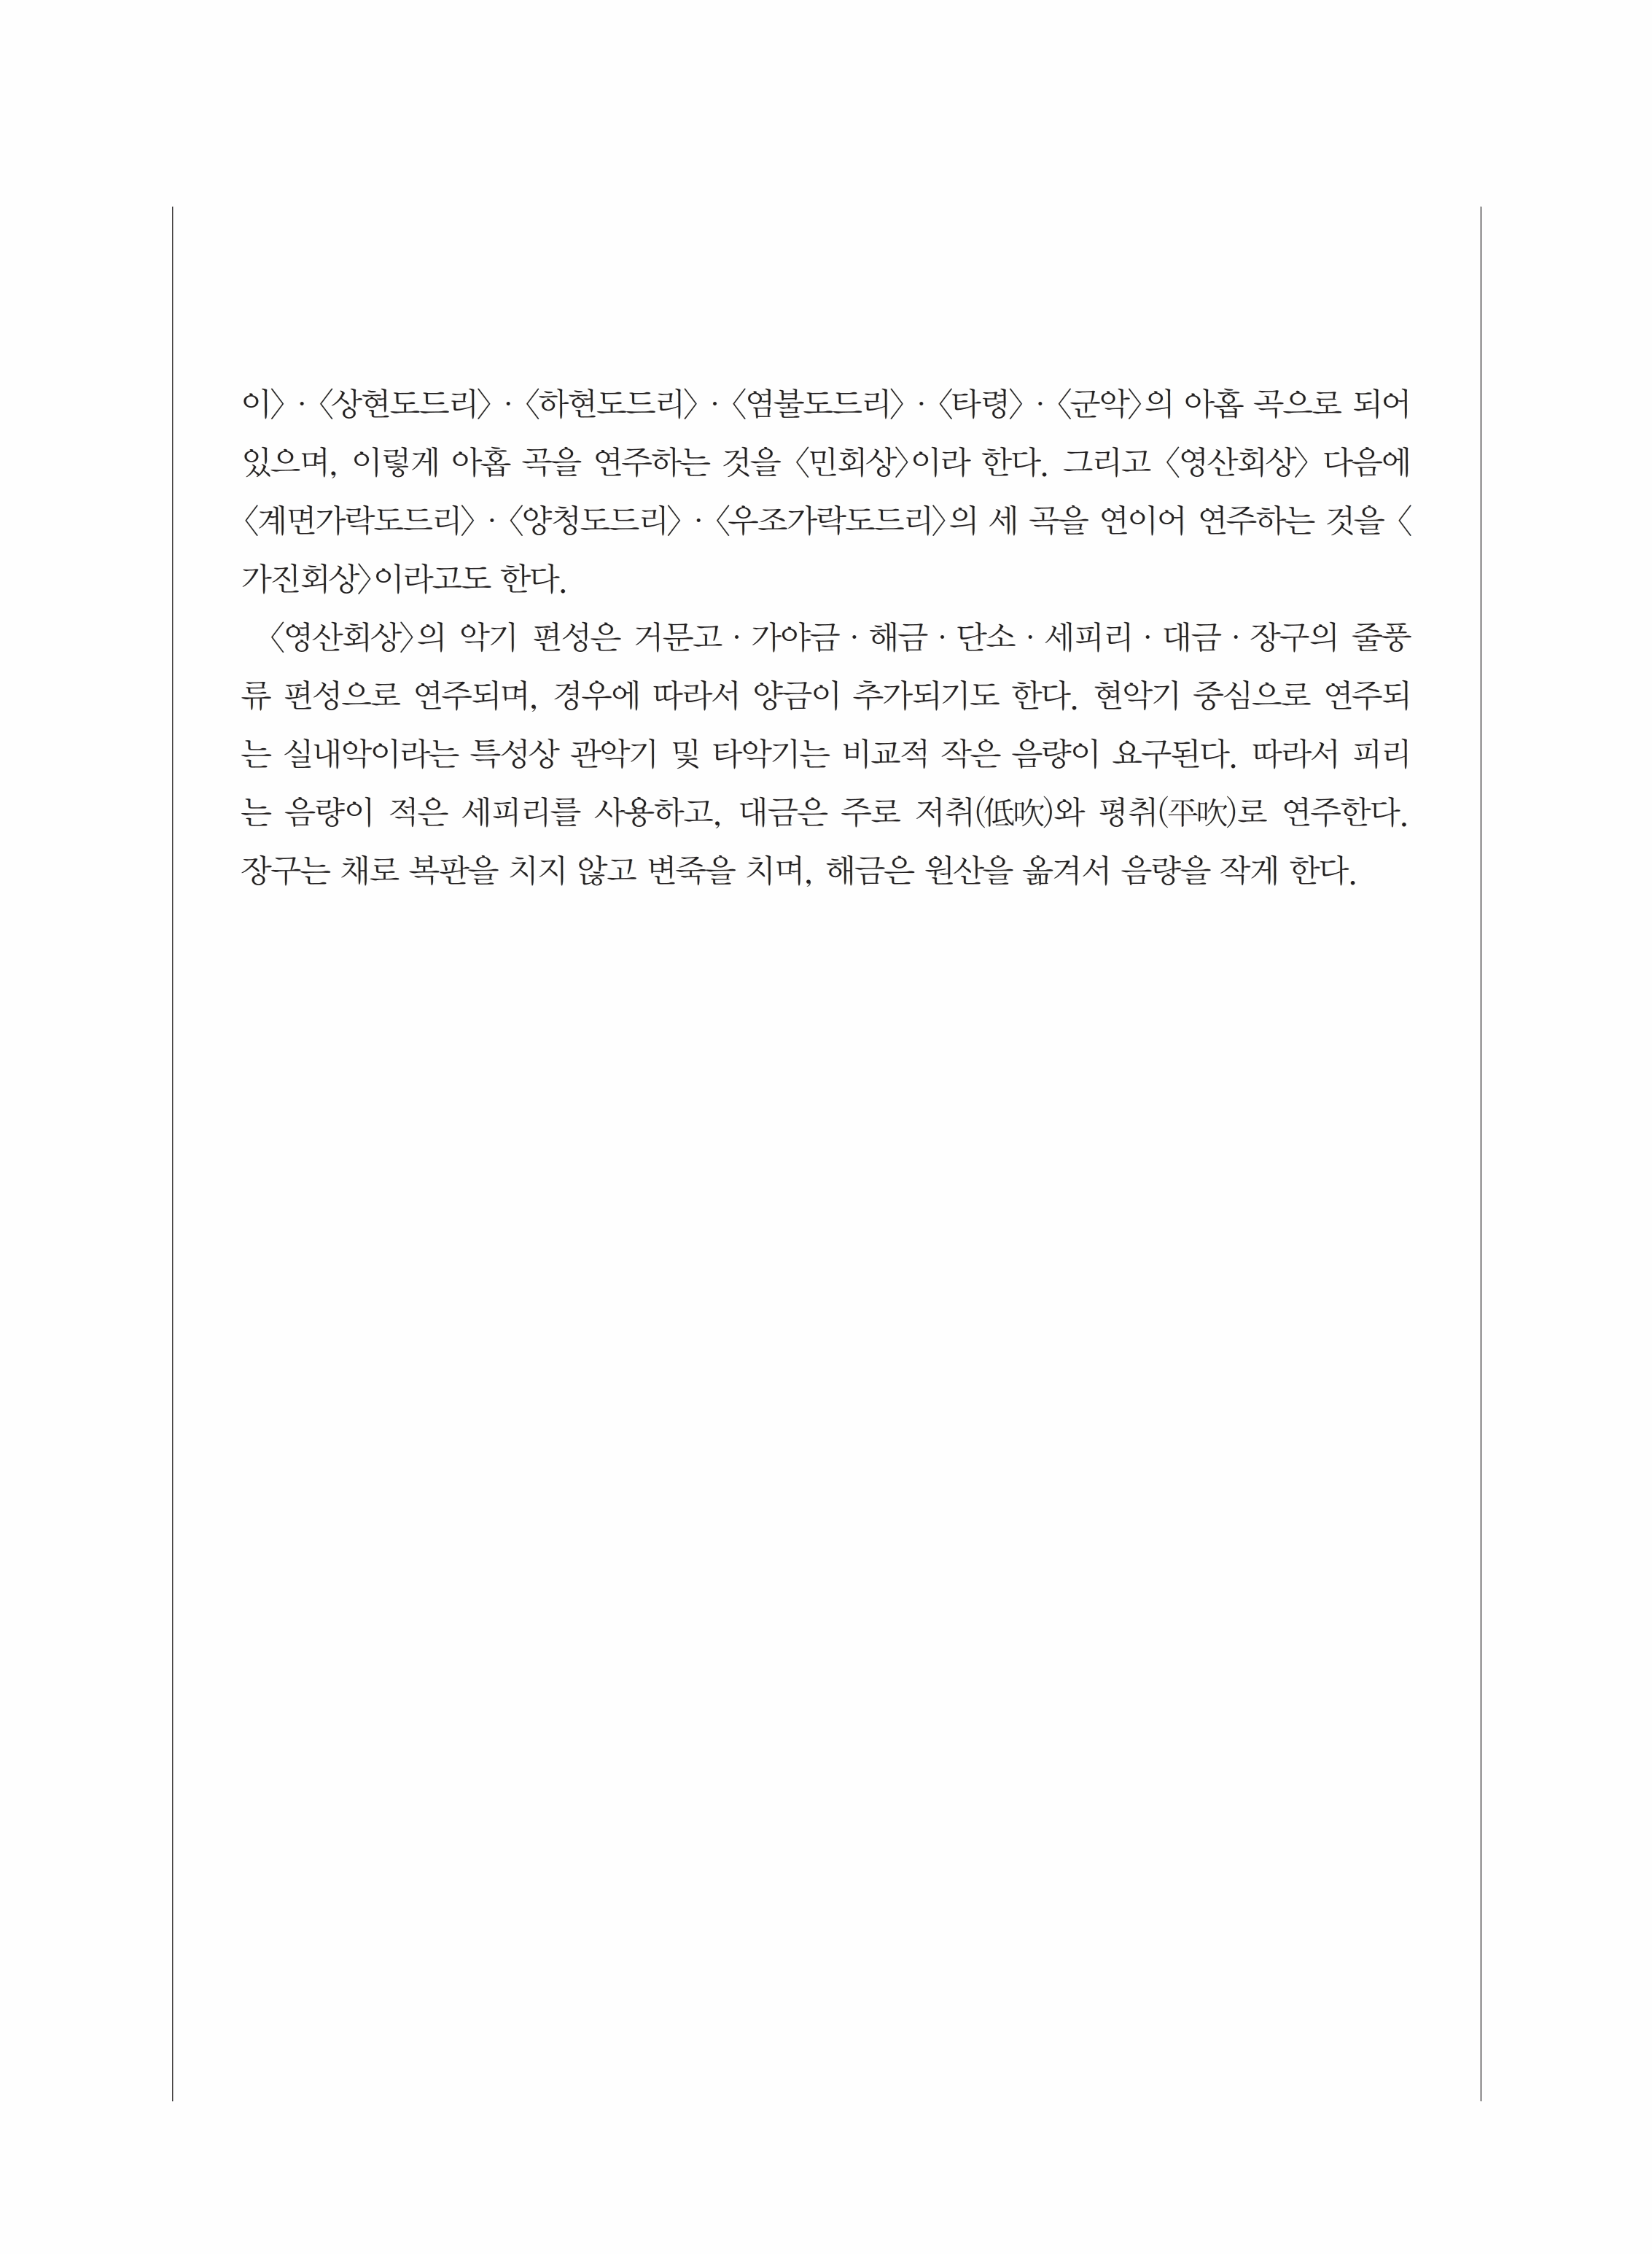 이〉·〈상현도드리〉·〈하현도드리〉·〈염불도드리〉·〈타령〉·〈군악〉의 아홉 곡으로 되어
있으며, 이렇게 아홉 곡을 연주하는 것을 〈민회상〉이라 한다. 그리고 〈영산회상〉 다음에
〈계면가락도드리〉·〈양청도드리〉·〈우조가락도드리〉의 세 곡을 연이어 연주하는 것을 〈
가진회상〉이라고도 한다.
〈영산회상〉의 악기 편성은 거문고·가야금·해금·단소·세피리·대금·장구의 줄풍
류 편성으로 연주되며, 경우에 따라서 양금이 추가되기도 한다. 현악기 중심으로 연주되
는 실내악이라는 특성상 관악기 및 타악기는 비교적 작은 음량이 요구된다. 따라서 피리
는 음량이 적은 세피리를 사용하고, 대금은 주로 저취(低吹)와 평취(平吹)로 연주한다.
장구는 채로 복판을 치지 않고 변죽을 치며, 해금은 원산을 옮겨서 음량을 작게 한다.